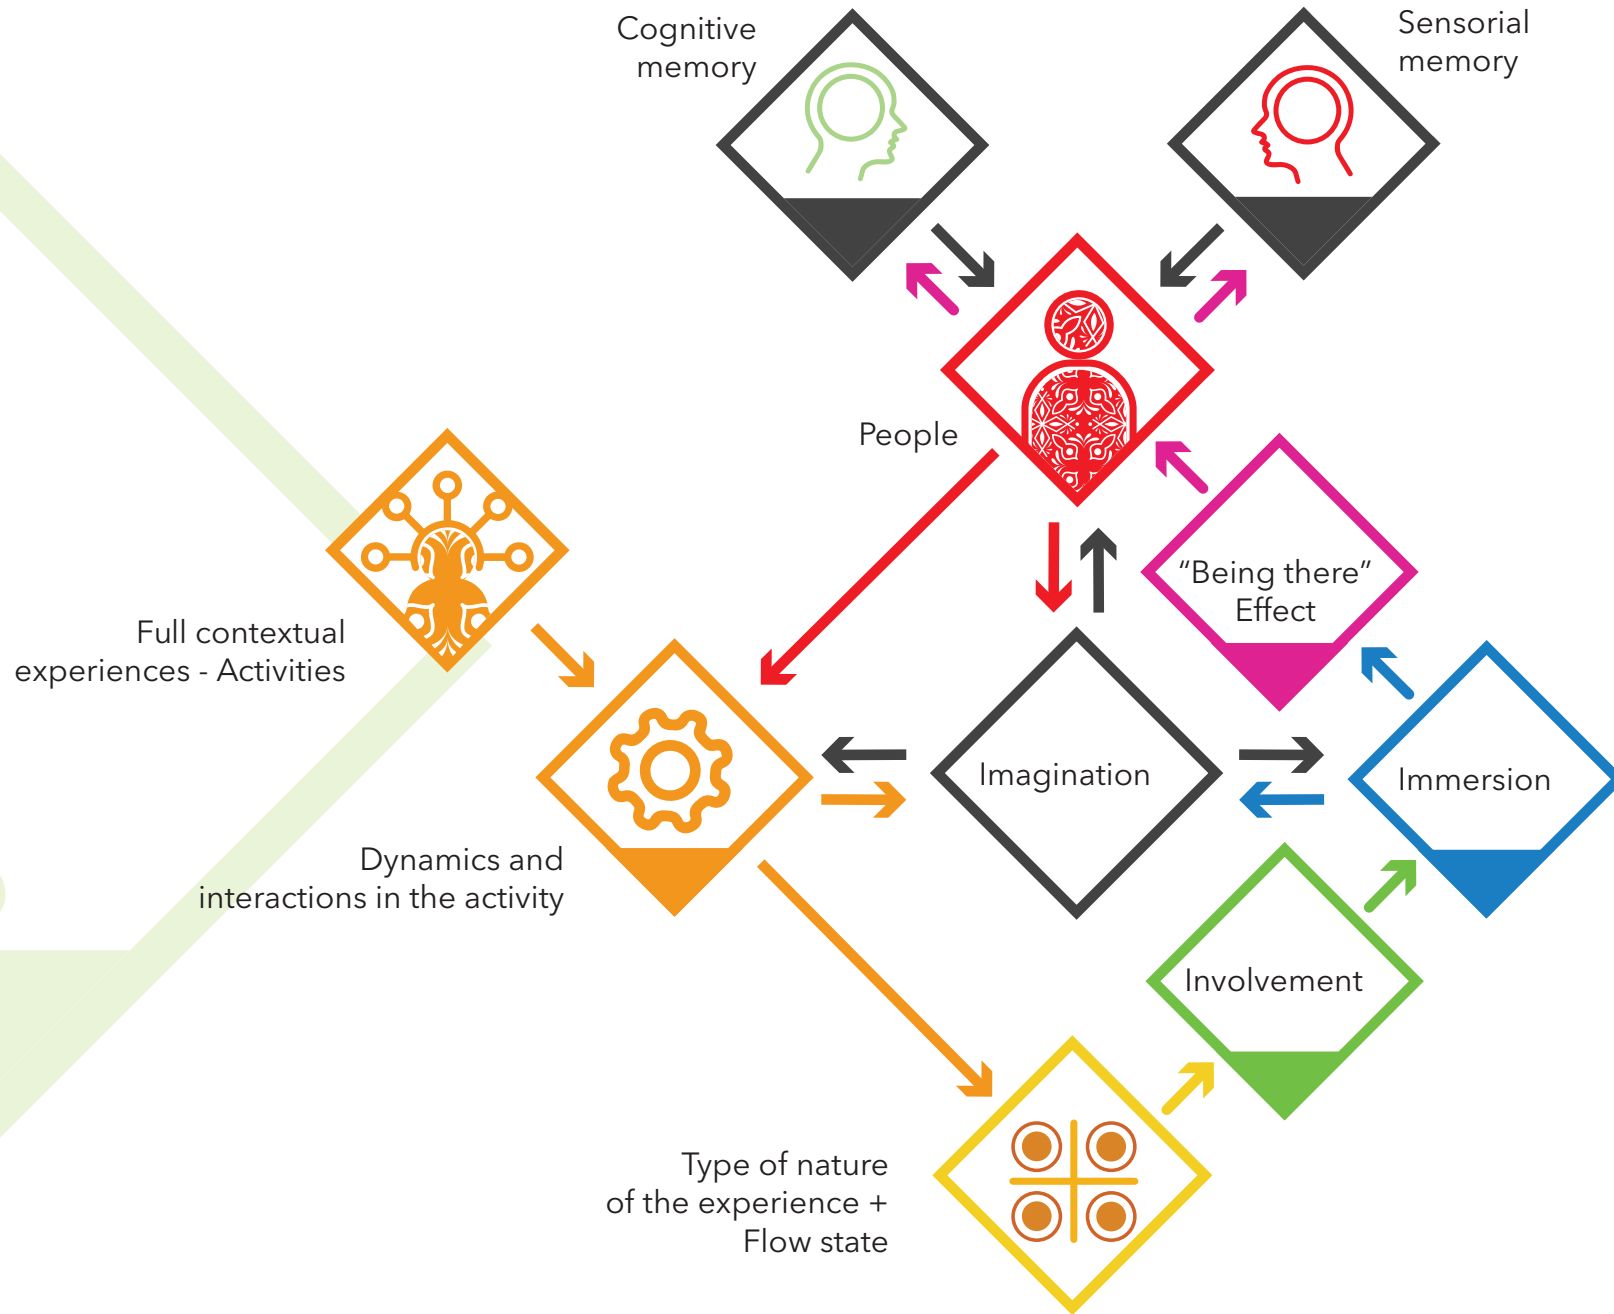 Cognitive
memory
Sensorial
memory
People
“Being there”
Effect
Full contextual
experiences - Activities
Imagination
Immersion
Dynamics and
interactions in the activity
Involvement
Type of nature
of the experience +
Flow state